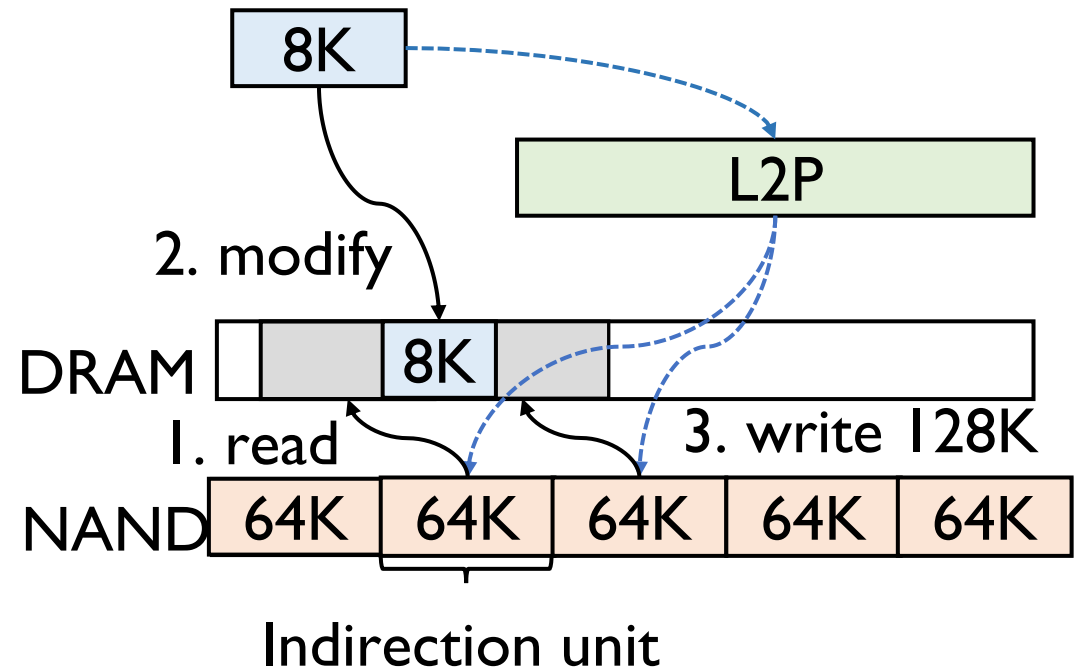 8K
L2P
2. modify
DRAM
8K
1. read
3. write 128K
NAND
64K
64K
64K
64K
64K
Indirection unit